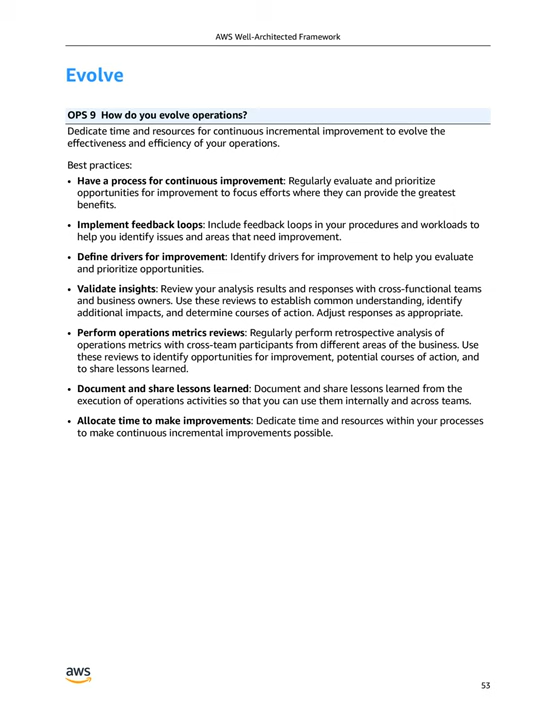 AWS Well-Architected Framework
Evolve
OPS 9 How do you evolve operations?
Dedicate time and resources for continuous incremental improvement to evolve the
effectiveness and efficiency of your operations.
Best practices:
• Have a process for continuous improvement: Regularly evaluate and prioritize
opportunities for improvement to focus efforts where they can provide the greatest
benefits.
• Implement feedback loops: Include feedback loops in your procedures and workloads to
help you identify issues and areas that need improvement.
• Define drivers for improvement: Identify drivers for improvement to help you evaluate
and prioritize opportunities.
• Validate insights: Review your analysis results and responses with cross-functional teams
and business owners. Use these reviews to establish common understanding, identify
additional impacts, and determine courses of action. Adjust responses as appropriate.
• Perform operations metrics reviews: Regularly perform retrospective analysis of
operations metrics with cross-team participants from different areas of the business. Use
these reviews to identify opportunities for improvement, potential courses of action, and
to share lessons learned.
• Document and share lessons learned: Document and share lessons learned from the
execution of operations activities so that you can use them internally and across teams.
• Allocate time to make improvements: Dedicate time and resources within your processes
to make continuous incremental improvements possible.
aws
53